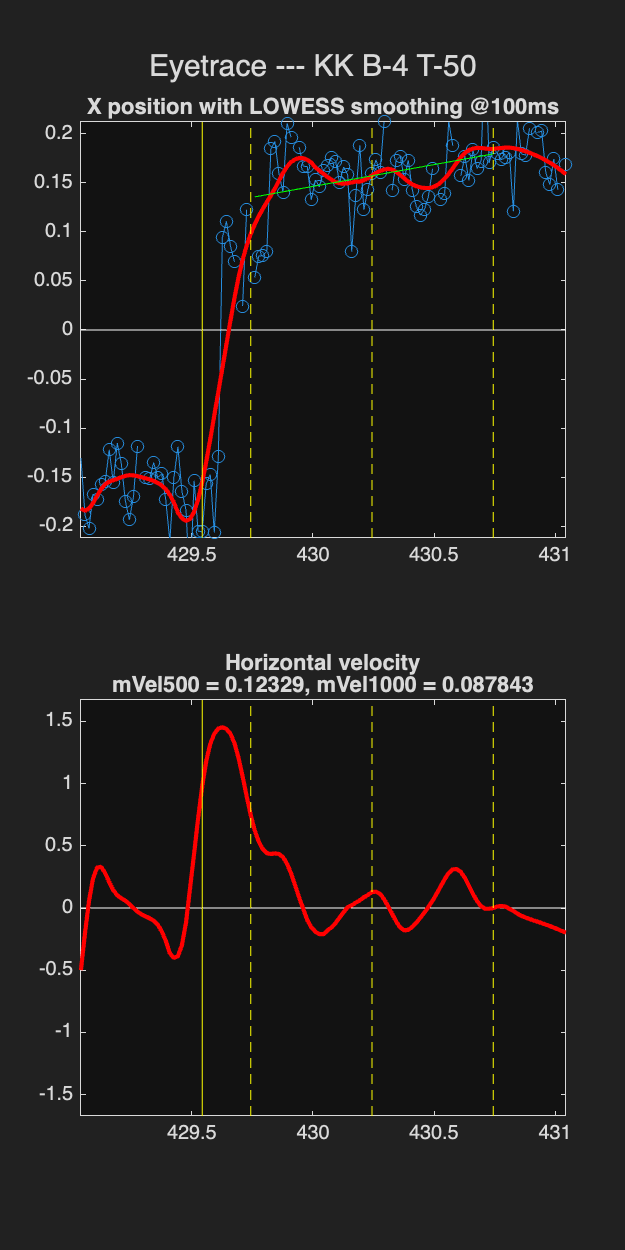 Eyetrace --- KK B-4 T-50
X position with LOWESS smoothing @100ms
0.2
0.15
0.1
0.05
0
-0.05
-0.1
-0.15
-0.2
429.5 430 430.5 431
Horizontal velocity
mVel500 = 0.12329, mVel1000 = 0.087843
1.5
1
0.5
0
-0.5
-1
-1.5
429.5 430 430.5 431